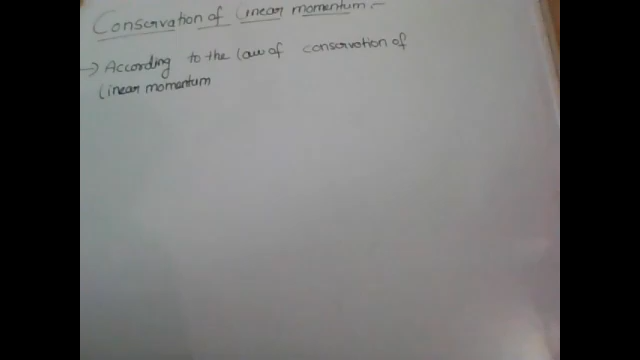 Conservation of Linear momentum :-
→ According to the law of conservation of
Linear momentum